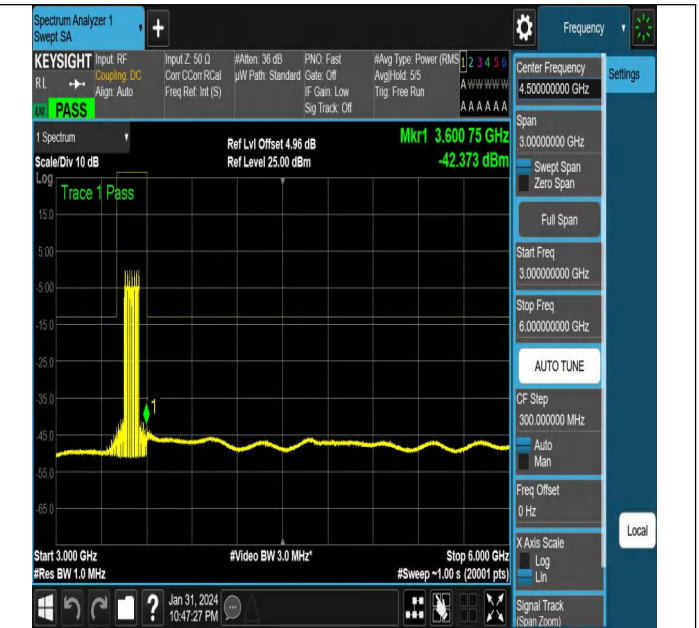 Spectrum Analyzer 1
Swept SA
+
Frequency
KEYSIGHT
RL
LXI PASS
Input: RF
Coupling: DC
Align: Auto
Input Z: 50 Ω
Corr CCorr RCal
Freq Ref: Int (S)
#Atten: 36 dB
µW Path: Standard
PNO: Fast
Gate: Off
IF Gain: Low
Sig Track: Off
#Avg Type: Power (RMS
Avg|Hold: 5/5
Trig: Free Run
1 2 3 4 5 6
A W W W W W
A A A A A A
1 Spectrum
Scale/Div 10 dB
Log
Ref Lvl Offset 4.96 dB
Ref Level 25.00 dBm
Mkr1 3.600 75 GHz
-42.373 dBm
Trace 1 Pass
15.0
5.00
-5.00
-15.0
-25.0
-35.0
1
-45.0
-55.0
-65.0
Start 3.000 GHz
#Res BW 1.0 MHz
#Video BW 3.0 MHz*
Stop 6.000 GHz
#Sweep ~1.00 s (20001 pts)
?
Jan 31, 2024
10:47:27 PM
Center Frequency
4.500000000 GHz
Settings
Span
3.00000000 GHz
Swept Span
Zero Span
Full Span
Start Freq
3.000000000 GHz
Stop Freq
6.000000000 GHz
AUTO TUNE
CF Step
300.000000 MHz
Auto
Man
Freq Offset
0 Hz
X Axis Scale
Log
Lin
Local
Signal Track
(Span Zoom)